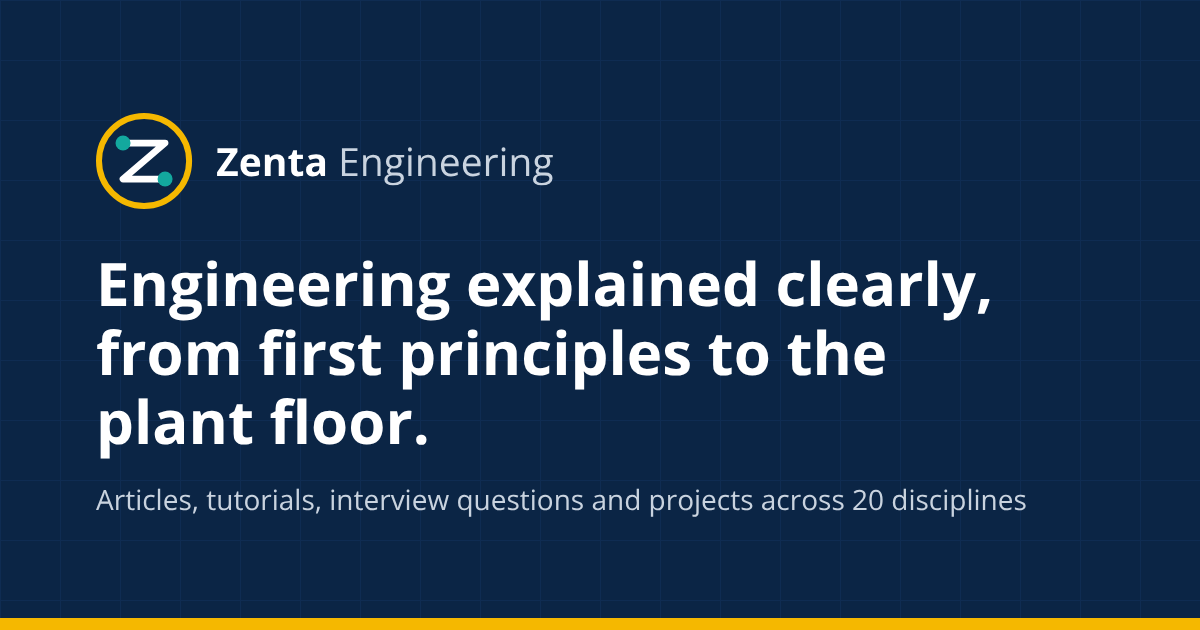 Zenta Engineering
Engineering explained clearly,
from first principles to the
plant floor.
Articles, tutorials, interview questions and projects across 20 disciplines